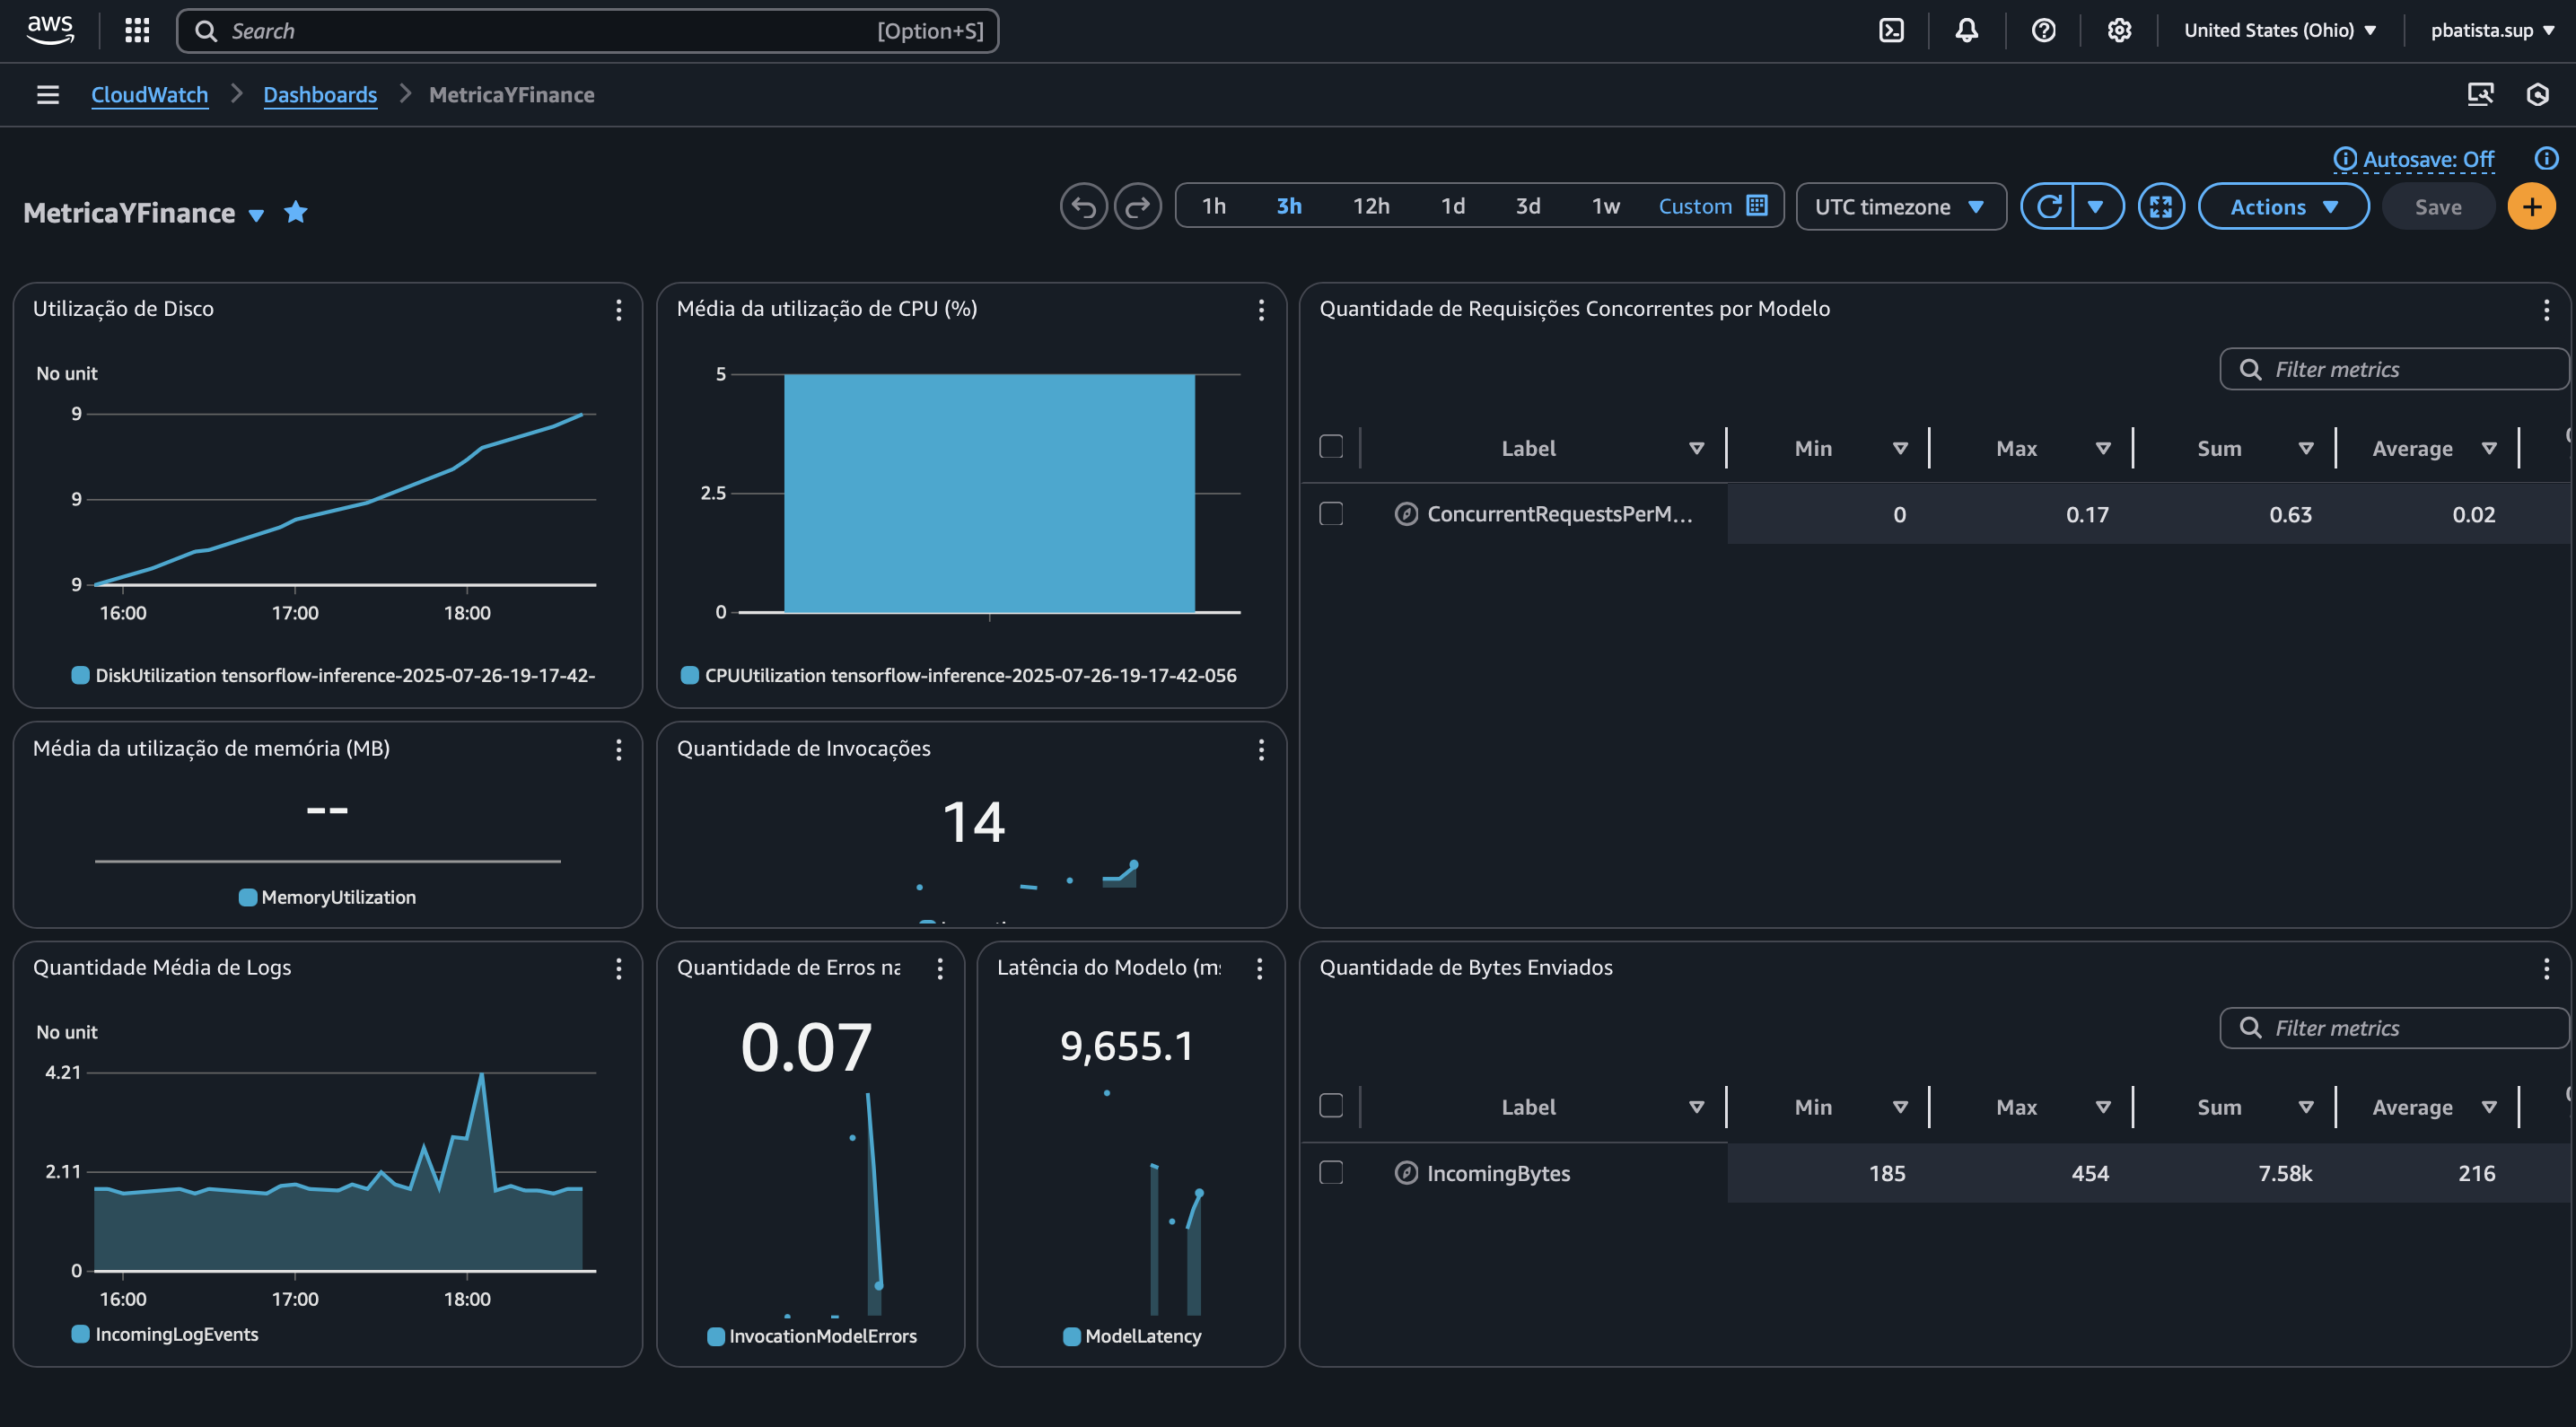 aws
Search
[Option+S]
United States (Ohio)
pbatista.sup
CloudWatch
Dashboards
MetricaYFinance
Autosave: Off
MetricaYFinance
1h
3h
12h
1d
3d
1w
Custom
UTC timezone
Actions
Save
Utilização de Disco
No unit
9
9
9
16:00
17:00
18:00
DiskUtilization tensorflow-inference-2025-07-26-19-17-42-
Média da utilização de CPU (%)
5
2.5
0
CPUUtilization tensorflow-inference-2025-07-26-19-17-42-056
Quantidade de Requisições Concorrentes por Modelo
Filter metrics
Label
Min
Max
Sum
Average
ConcurrentRequestsPerM...
0
0.17
0.63
0.02
Média da utilização de memória (MB)
--
MemoryUtilization
Quantidade de Invocações
14
Quantidade Média de Logs
No unit
4.21
2.11
0
16:00
17:00
18:00
IncomingLogEvents
Quantidade de Erros na
0.07
InvocationModelErrors
Latência do Modelo (ms
9,655.1
ModelLatency
Quantidade de Bytes Enviados
Filter metrics
Label
Min
Max
Sum
Average
IncomingBytes
185
454
7.58k
216